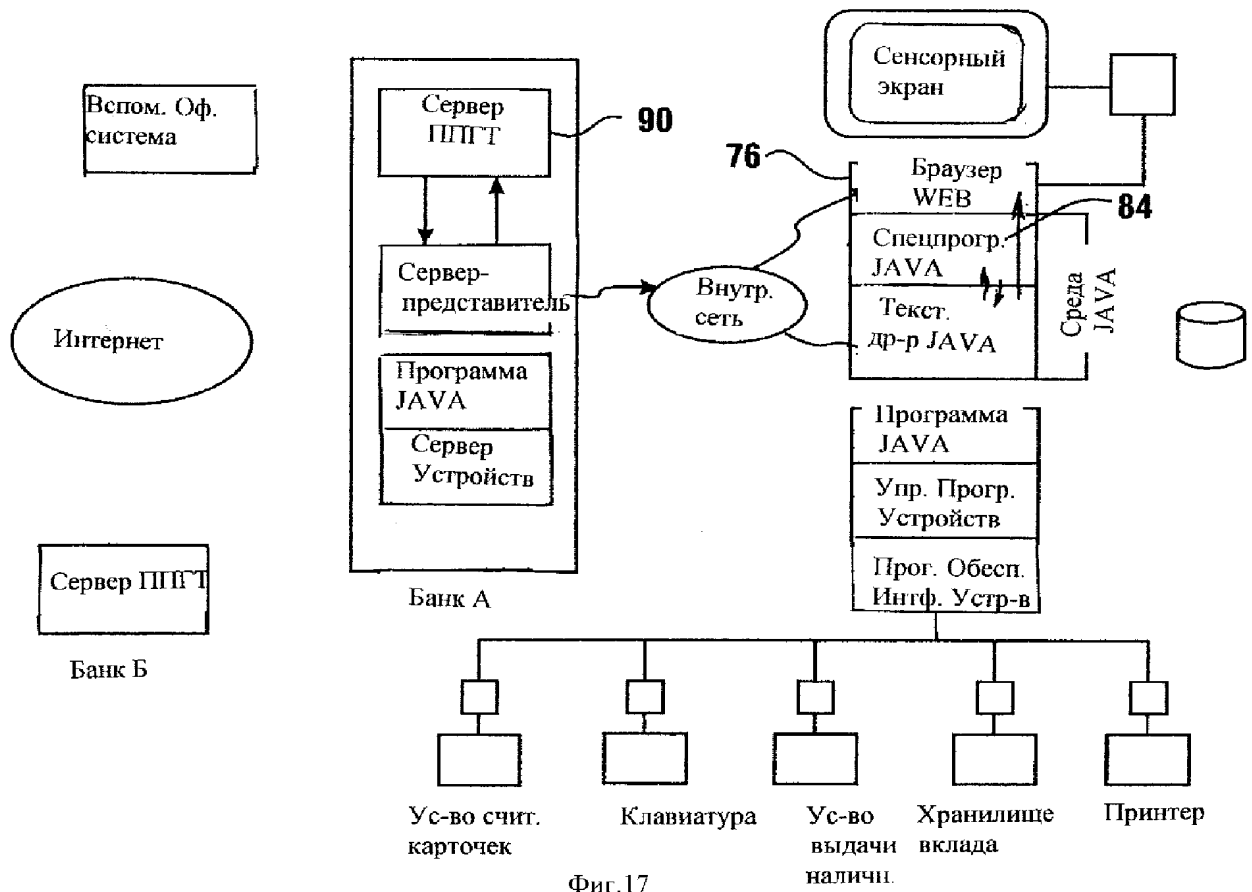 Вспом. Оф.
система
Интернет
Сервер ППГТ
Банк Б
Сервер
ППГТ
90
Сервер-
представитель
Программа
JAVA
Сервер
Устройств
Банк А
Внутр.
сеть
Сенсорный
экран
76
Браузер
WEB
84
Спецпрогр.
JAVA
Текст.
др-р JAVA
Среда
JAVA
Программа
JAVA
Упр. Прогр.
Устройств
Прог. Обесп.
Интф. Устр-в
Ус-во счит.
карточек
Клавиатура
Ус-во
выдачи
наличн.
Хранилище
вклада
Принтер
Фиг.17